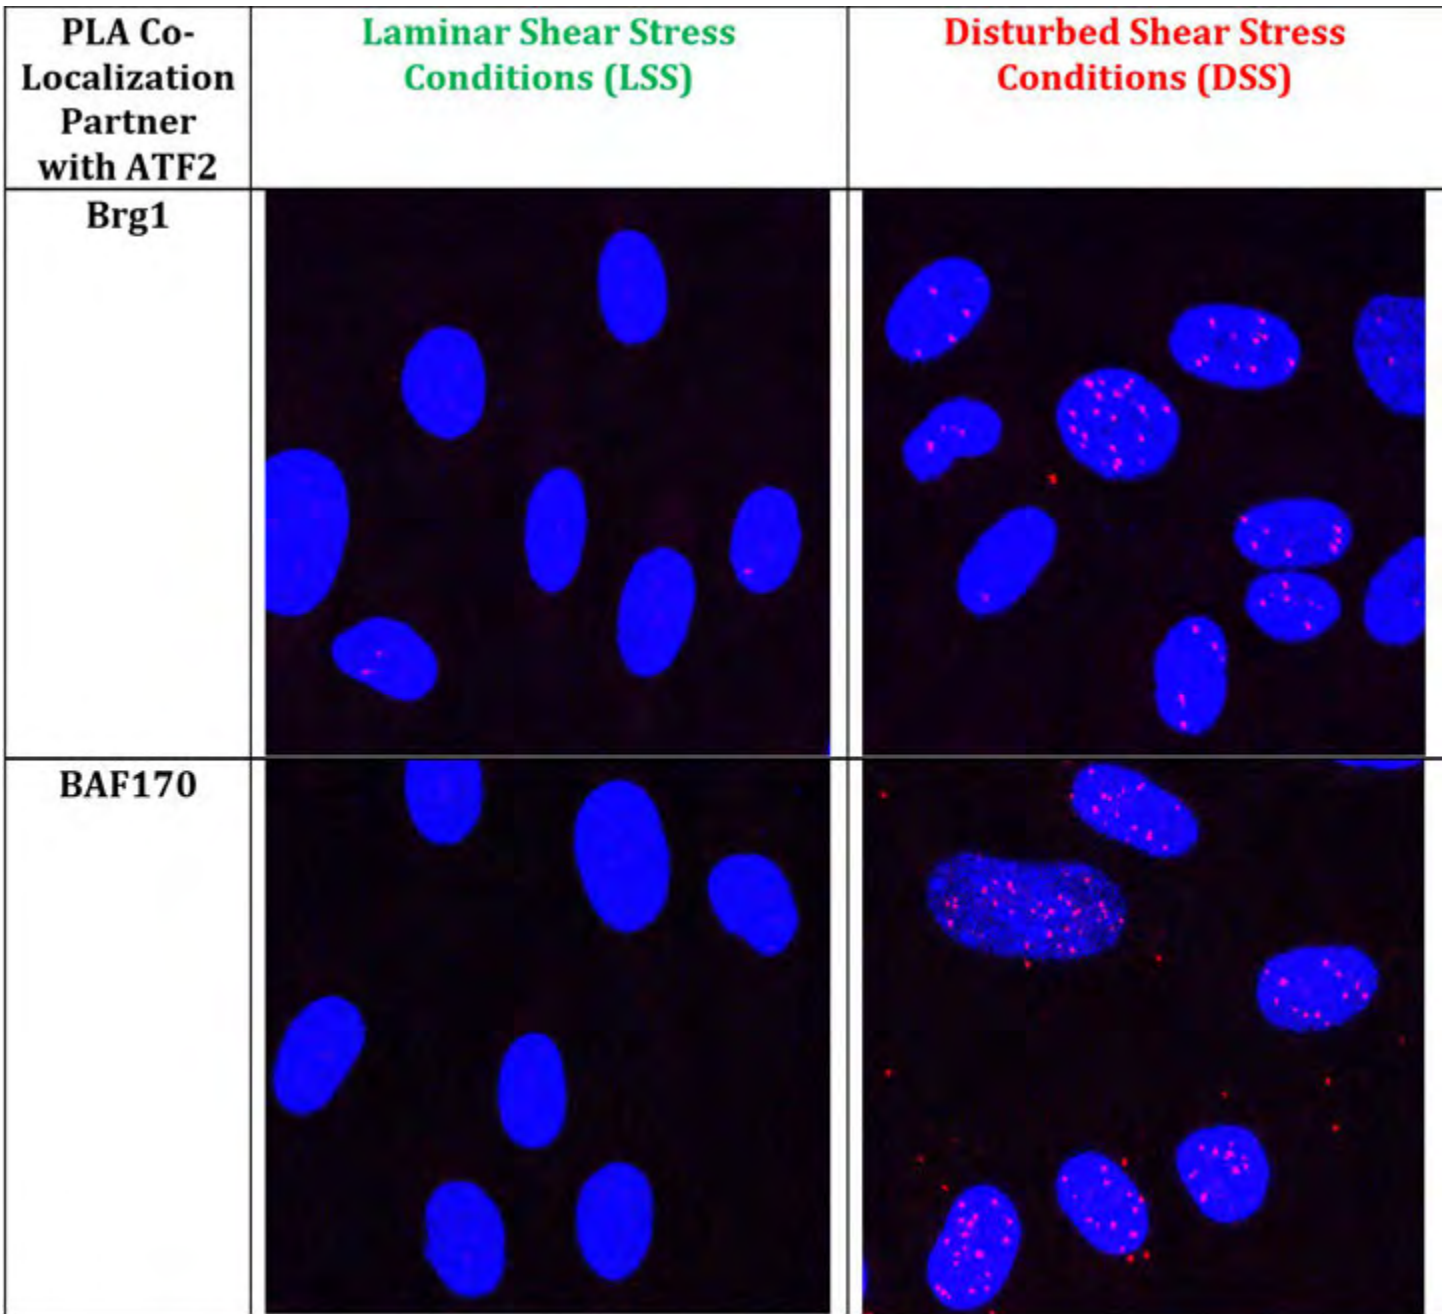 PLA Co-
Localization
Partner
with ATF2
Laminar Shear Stress
Conditions (LSS)
Disturbed Shear Stress
Conditions (DSS)
Brg1
BAF170